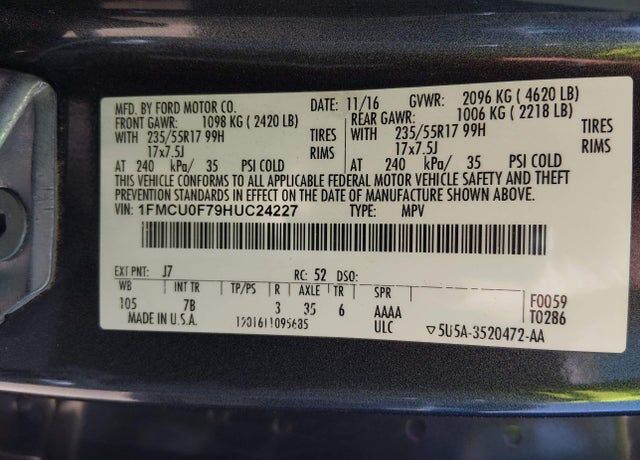 MFD. BY FORD MOTOR CO. DATE: 11/16 GVWR: 2096 KG ( 4620 LB)
FRONT GAWR: 1098 KG ( 2420 LB) REAR GAWR: 1006 KG ( 2218 LB)
WITH 235/55R17 99H TIRES WITH 235/55R17 99H TIRES
17x7.5J RIMS 17x7.5J RIMS
AT 240 kPa/ 35 PSI COLD AT 240 kPa/ 35 PSI COLD
THIS VEHICLE CONFORMS TO ALL APPLICABLE FEDERAL MOTOR VEHICLE SAFETY AND THEFT
PREVENTION STANDARDS IN EFFECT ON THE DATE OF MANUFACTURE SHOWN ABOVE.
VIN: 1FMCU0F79HUC24227 TYPE: MPV
EXT PNT: J7 RC: 52 DSO:
WB INT TR TP/PS R AXLE TR SPR F0059
105 7B 3 35 6 AAAA T0286
MADE IN U.S.A. ULC ▽5U5A-3520472-AA